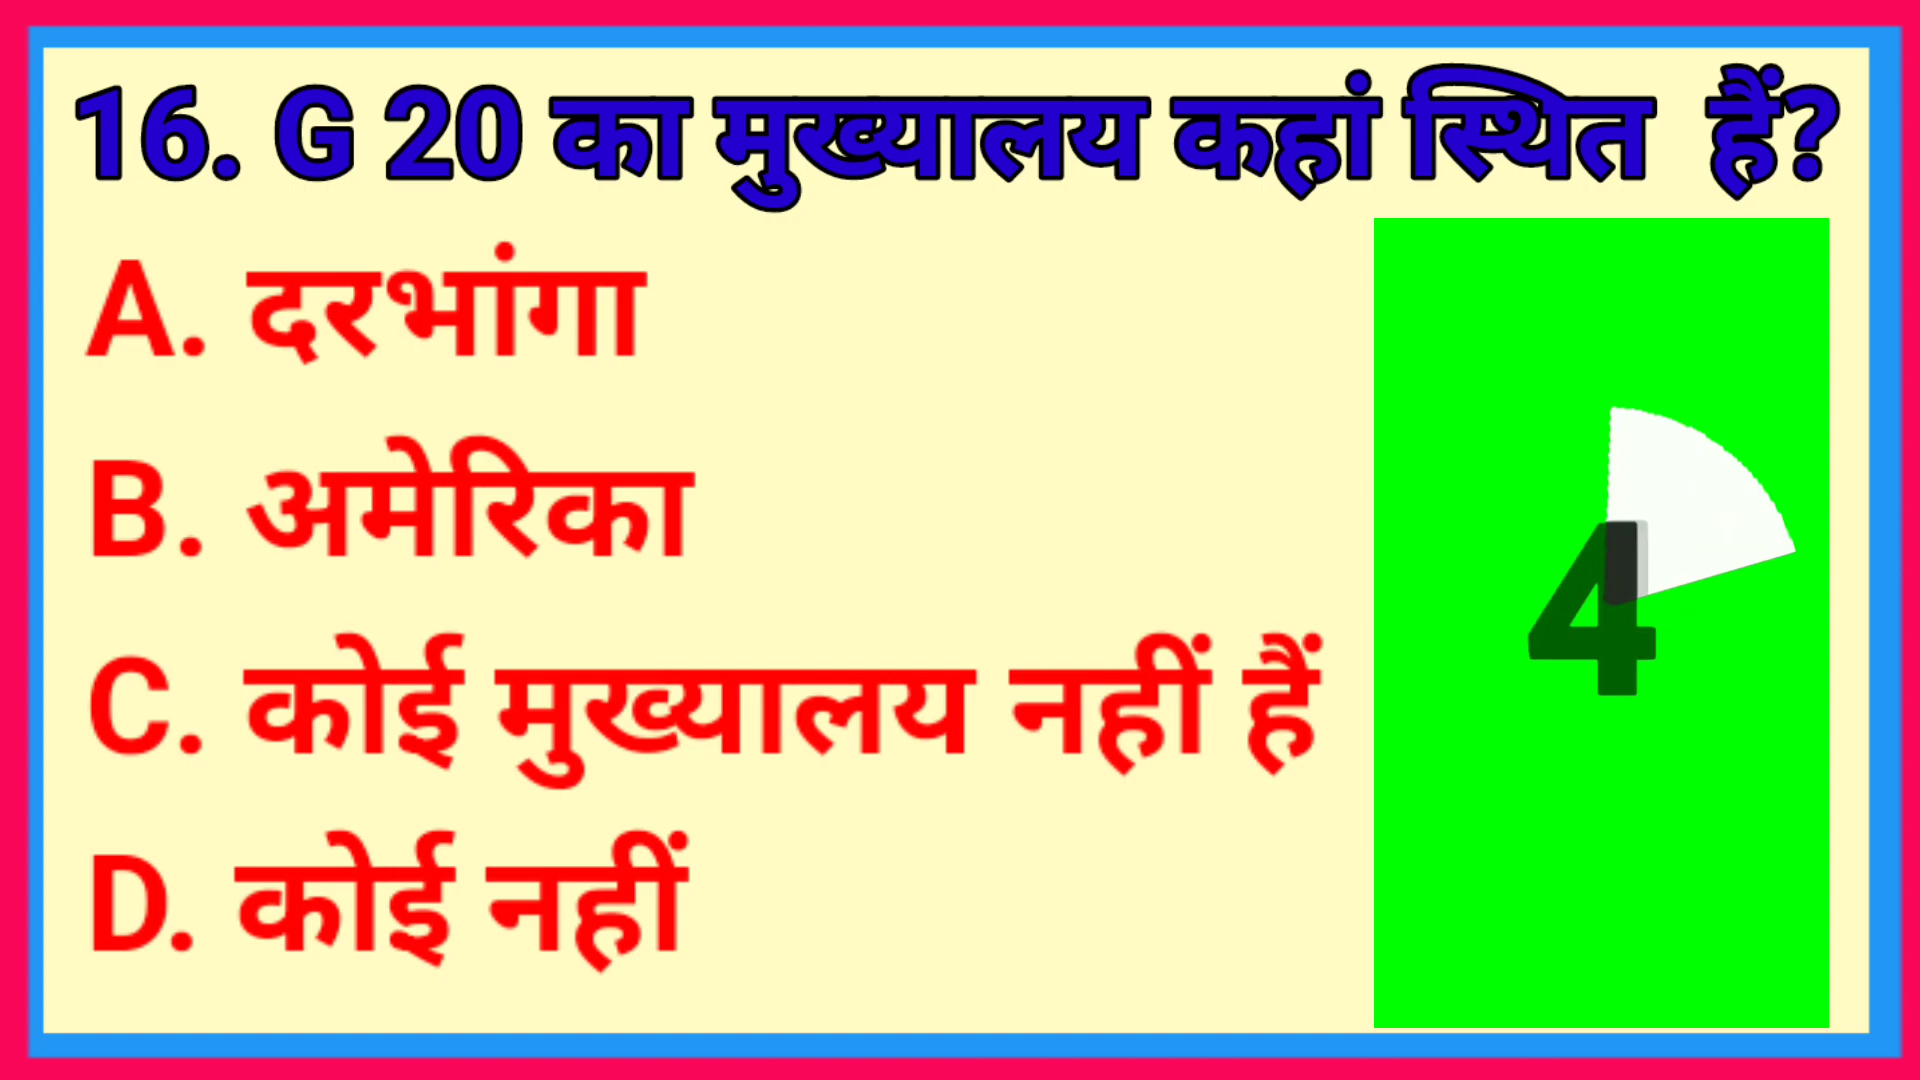 16. G 20 का मुख्यालय कहां स्थित हैं?
A. दरभांगा
B. अमेरिका
C. कोई मुख्यालय नहीं हैं
D. कोई नहीं
4